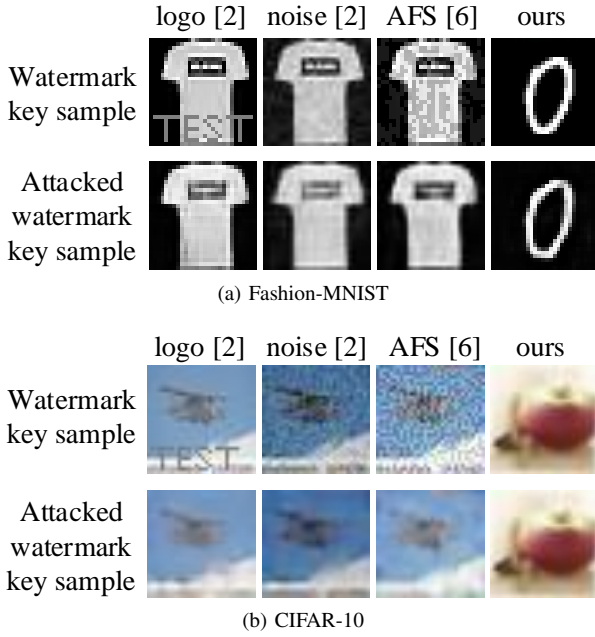 logo [2] noise [2] AFS [6] ours
Watermark
key sample
TEST
Attacked
watermark
key sample
(a) Fashion-MNIST
logo [2] noise [2] AFS [6] ours
Watermark
key sample
TEST
Attacked
watermark
key sample
(b) CIFAR-10